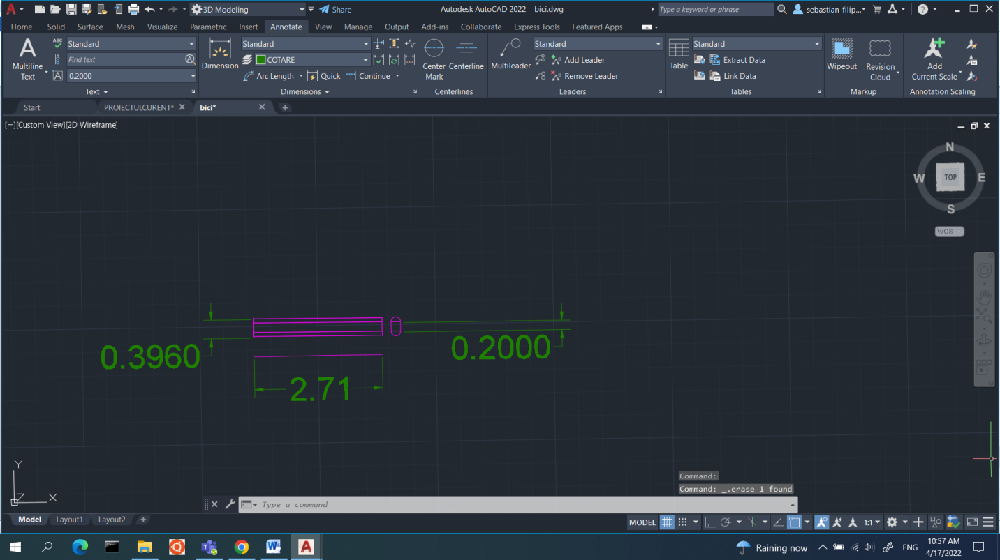 3D Modeling
Share
Autodesk AutoCAD 2022 bici.dwg
Type a keyword or phrase
sebastian-filip...
Home Solid Surface Mesh Visualize Parametric Insert Annotate View Manage Output Add-ins Collaborate Express Tools Featured Apps
A
Multiline
Text
ABC
Standard
Find text
0.2000
Text
Dimension
Standard
COTARE
Arc Length
Quick
Continue
Dimensions
Center
Mark
Centerline
Centerlines
Multileader
Standard
Add Leader
Remove Leader
Leaders
Table
Standard
Extract Data
Link Data
Tables
Wipeout
Revision
Cloud
Markup
Add
Current Scale
Annotation Scaling
Start
PROIECTULCURENT*
bici*
[−][Custom View][2D Wireframe]
N
W TOP E
S
WCS
0.3960
0.2000
2.71
Y
Z X
Command:
Command: _.erase 1 found
Type a command
Model Layout1 Layout2
MODEL
1:1
Raining now
ENG
10:57 AM
4/17/2022